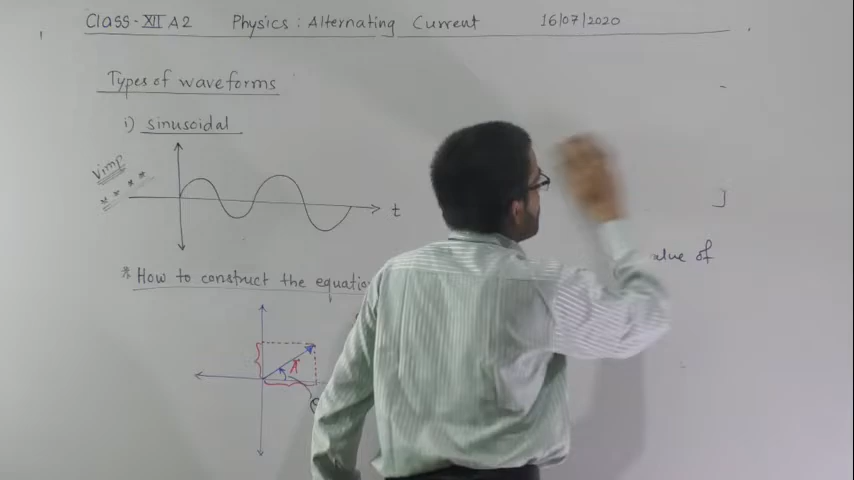 Class - XII A2 Physics : Alternating Current 16/07/2020
Types of waveforms
i) sinusoidal
Vimp
* * * *
t
* How to construct the equatio
A
of